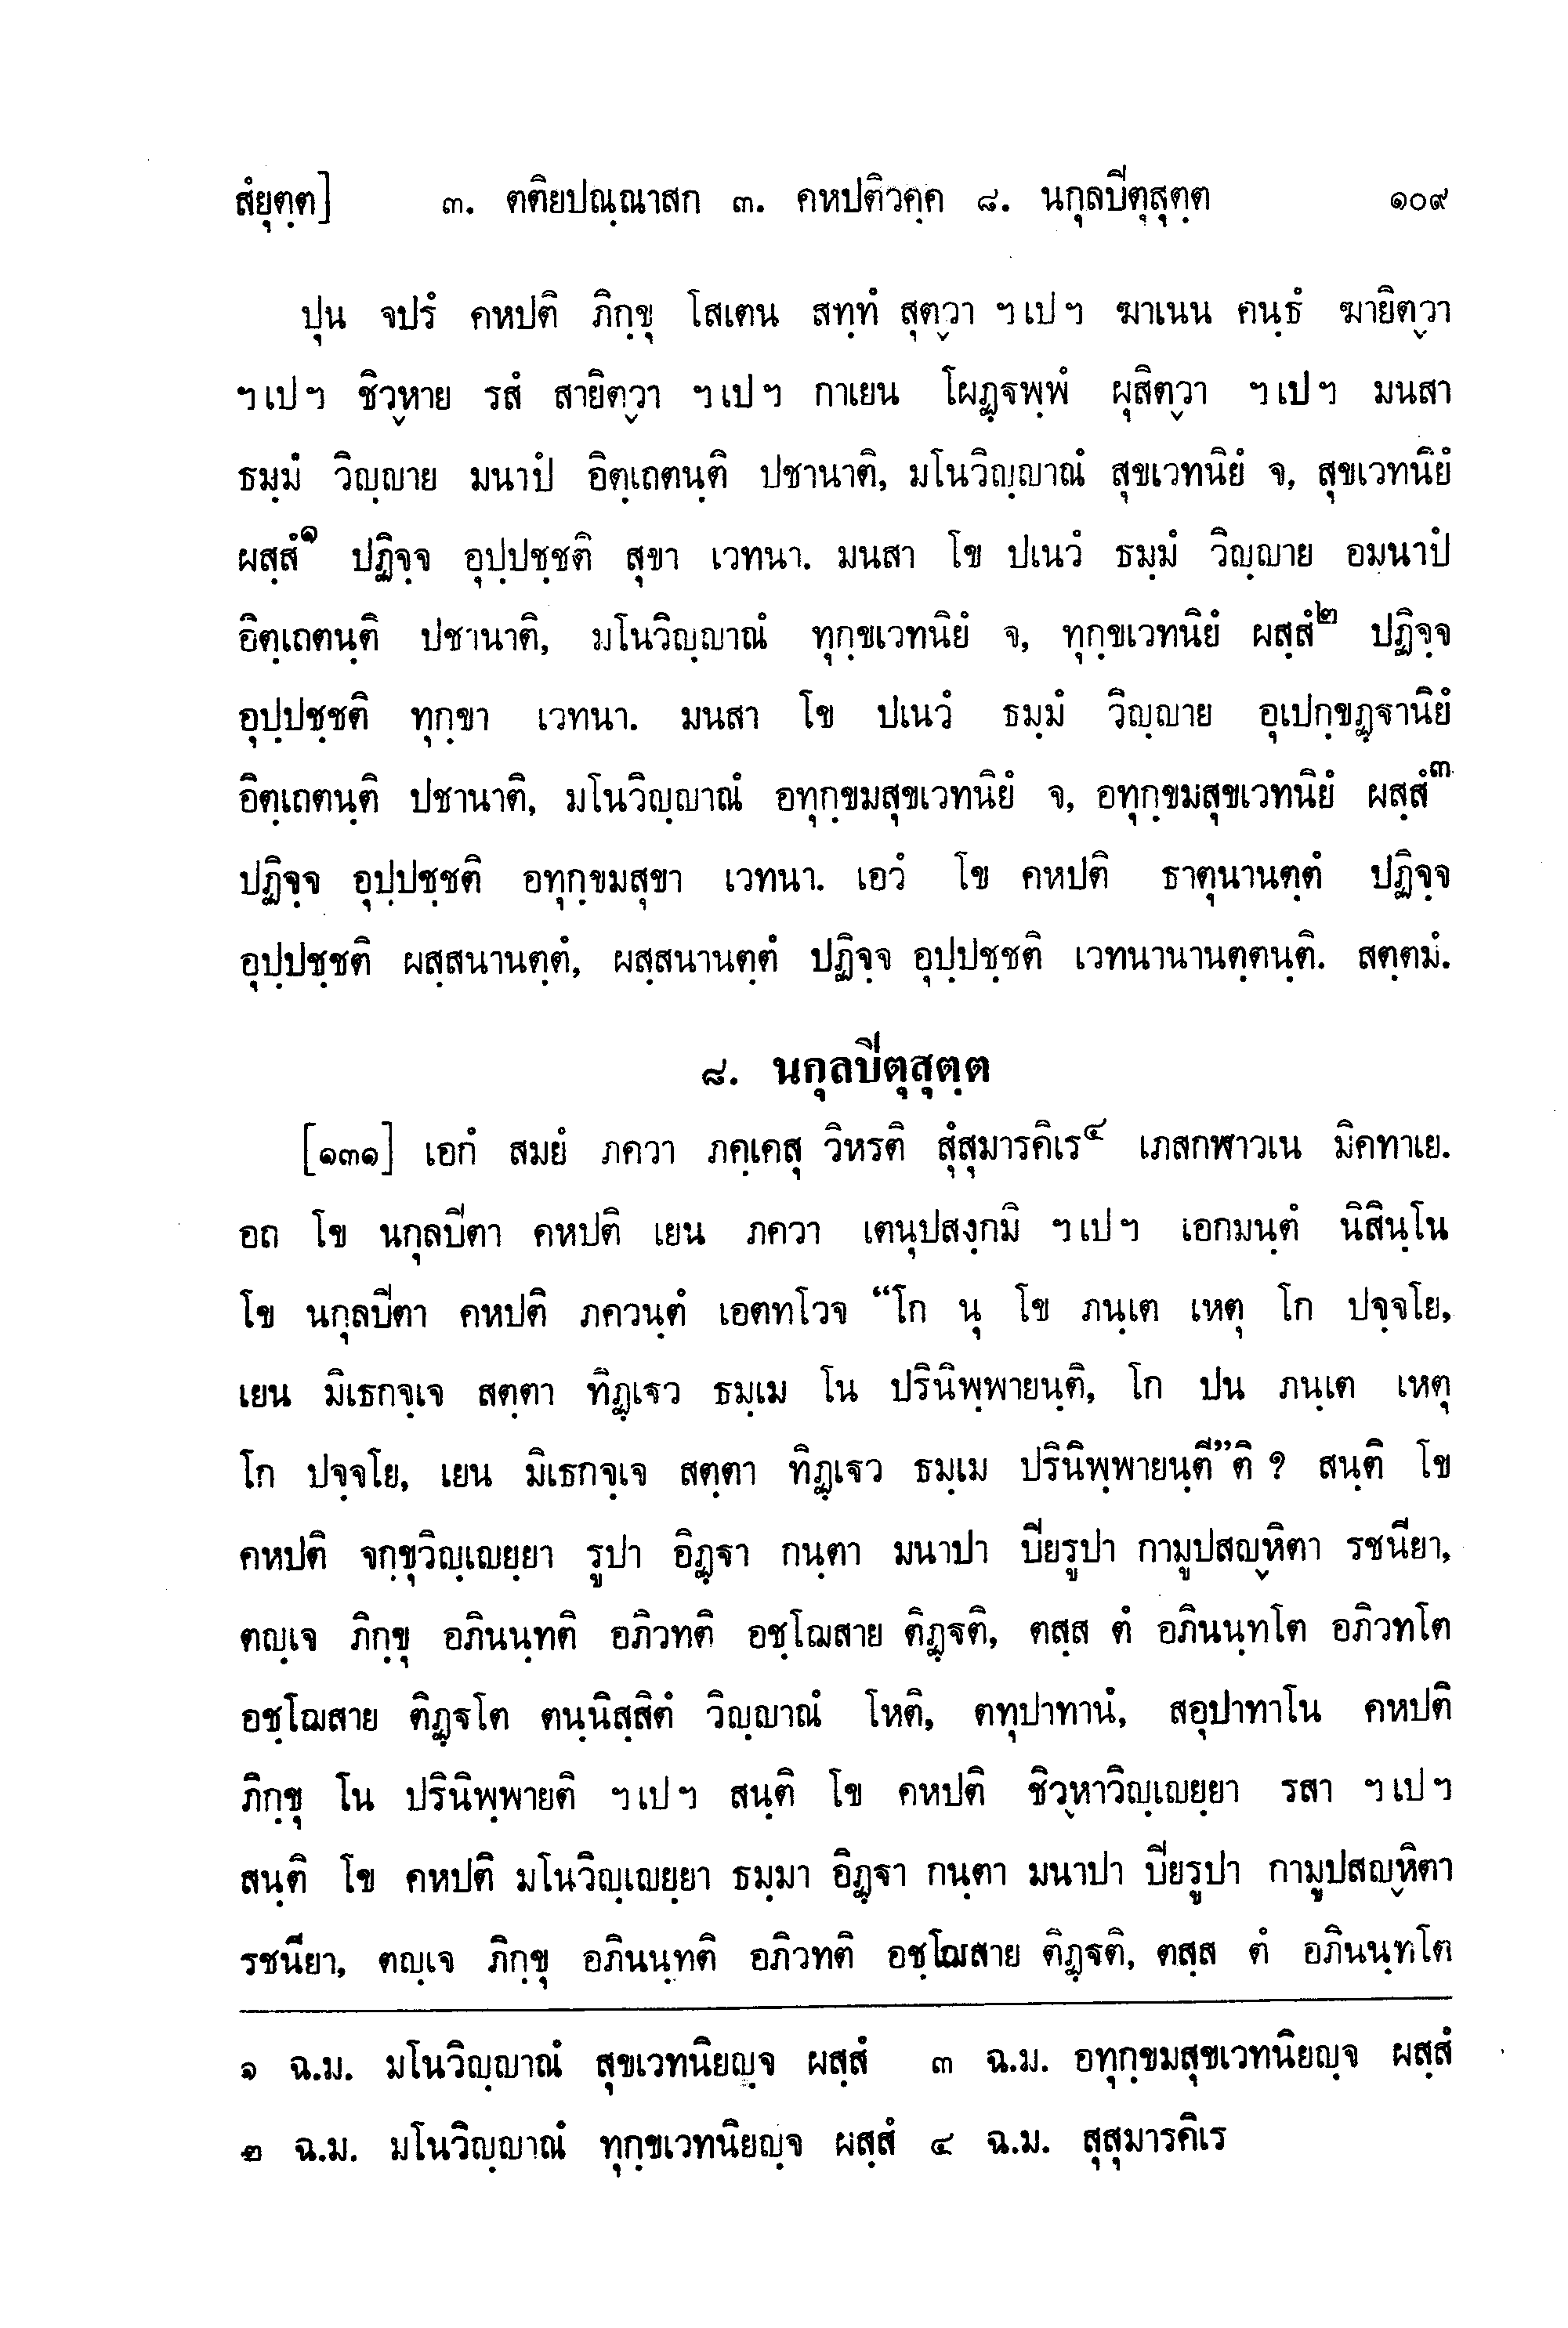 สํยุตฺต] ๓. ตติยปณฺณาสก ๓. คหปติวคฺค ๘. นกุลปีตุสุตฺต ๑๐๙
ปุน จปรํ คหปติ ภิกฺขุ โสเตน สทฺทํ สุตฺวา ฯเปฯ ฆาเนน คนฺธํ ฆายิตฺวา
ฯเปฯ ชิวฺหาย รสํ สายิตฺวา ฯเปฯ กาเยน โผฏฺฐพฺพํ ผุสิตฺวา ฯเปฯ มนสา
ธมฺมํ วิญฺญาย มนาปํ อิตฺเถตนฺติ ปชานาติ, มโนวิญฺญาณํ สุขเวทนิยํ จ, สุขเวทนิยํ
ผสฺสํ๑ ปฏิจฺจ อุปฺปชฺชติ สุขา เวทนา. มนสา โข ปเนวํ ธมฺมํ วิญฺญาย อมนาปํ
อิตฺเถตนฺติ ปชานาติ, มโนวิญฺญาณํ ทุกฺขเวทนิยํ จ, ทุกฺขเวทนิยํ ผสฺสํ๒ ปฏิจฺจ
อุปฺปชฺชติ ทุกฺขา เวทนา. มนสา โข ปเนวํ ธมฺมํ วิญฺญาย อุเปกฺขฏฺฐานิยํ
อิตฺเถตนฺติ ปชานาติ, มโนวิญฺญาณํ อทุกฺขมสุขเวทนิยํ จ, อทุกฺขมสุขเวทนิยํ ผสฺสํ๓
ปฏิจฺจ อุปฺปชฺชติ อทุกฺขมสุขา เวทนา. เอวํ โข คหปติ ธาตุนานตฺตํ ปฏิจฺจ
อุปฺปชฺชติ ผสฺสนานตฺตํ, ผสฺสนานตฺตํ ปฏิจฺจ อุปฺปชฺชติ เวทนานานตฺตนฺติ. สตฺตมํ.
๘. นกุลปีตุสุตฺต
[๑๓๑] เอกํ สมยํ ภควา ภคฺเคสุ วิหรติ สุํสุมารคิเร๔ เภสกฬาวเน มิคทาเย.
อถ โข นกุลปีตา คหปติ เยน ภควา เตนุปสงฺกมิ ฯเปฯ เอกมนฺตํ นิสินฺโน
โข นกุลปีตา คหปติ ภควนฺตํ เอตทโวจ “โก นุ โข ภนฺเต เหตุ โก ปจฺจโย,
เยน มิเธกจฺเจ สตฺตา ทิฏฺเฐว ธมฺเม โน ปรินิพฺพายนฺติ, โก ปน ภนฺเต เหตุ
โก ปจฺจโย, เยน มิเธกจฺเจ สตฺตา ทิฏฺเฐว ธมฺเม ปรินิพฺพายนฺตี”ติ ? สนฺติ โข
คหปติ จกฺขุวิญฺเญยฺยา รูปา อิฏฺฐา กนฺตา มนาปา ปียรูปา กามูปสญฺหิตา รชนียา,
ตญฺเจ ภิกฺขุ อภินนฺทติ อภิวทติ อชฺโฌสาย ติฏฺฐติ, ตสฺส ตํ อภินนฺทโต อภิวทโต
อชฺโฌสาย ติฏฺฐโต ตนฺนิสฺสิตํ วิญฺญาณํ โหติ, ตทุปาทานํ, สอุปาทาโน คหปติ
ภิกฺขุ โน ปรินิพฺพายติ ฯเปฯ สนฺติ โข คหปติ ชิวฺหาวิญฺเญยฺยา รสา ฯเปฯ
สนฺติ โข คหปติ มโนวิญฺเญยฺยา ธมฺมา อิฏฺฐา กนฺตา มนาปา ปียรูปา กามูปสญฺหิตา
รชนียา, ตญฺเจ ภิกฺขุ อภินนฺทติ อภิวทติ อชฺโฌสาย ติฏฺฐติ, ตสฺส ตํ อภินนฺทโต
๑ ฉ.ม. มโนวิญฺญาณํ สุขเวทนิยญฺจ ผสฺสํ ๓ ฉ.ม. อทุกฺขมสุขเวทนิยญฺจ ผสฺสํ
๒ ฉ.ม. มโนวิญฺญาณํ ทุกฺขเวทนิยญฺจ ผสฺสํ ๔ ฉ.ม. สุสุมารคิเร